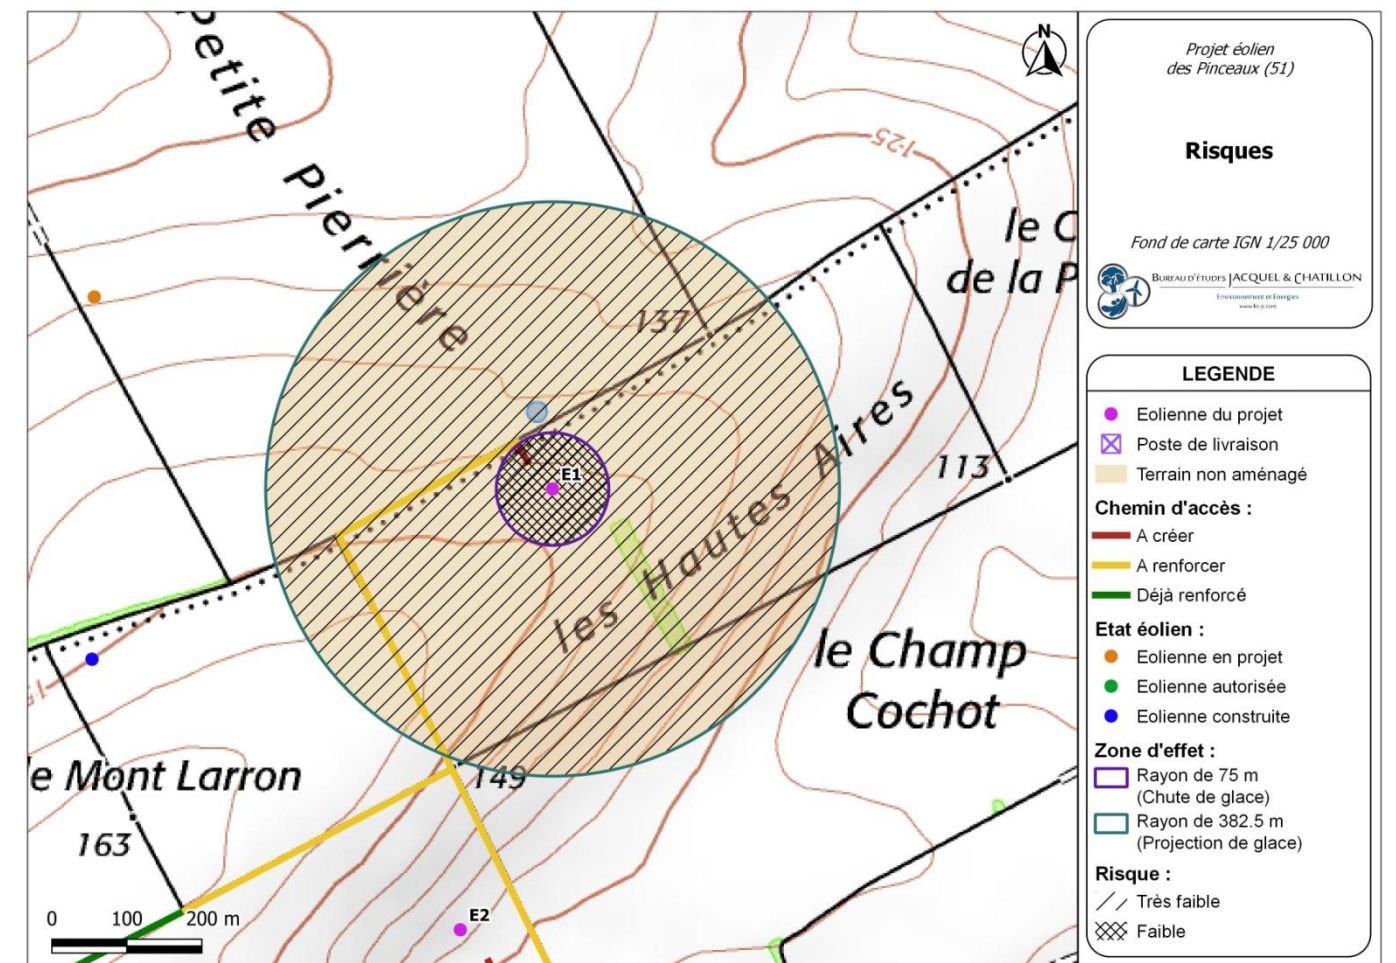 Petite Pierrière
N
125
le C
de la P
137
les Hautes Aires
113
E1
le Champ
Cochot
le Mont Larron
149
163
E2
0 100 200 m
Projet éolien
des Pinceaux (51)
Risques
Fond de carte IGN 1/25 000
BUREAU D'ÉTUDES JACQUEL & CHATILLON
Environnement et Energies
LEGENDE
Eolienne du projet
Poste de livraison
Terrain non aménagé
Chemin d'accès :
A créer
A renforcer
Déjà renforcé
Etat éolien :
Eolienne en projet
Eolienne autorisée
Eolienne construite
Zone d'effet :
Rayon de 75 m
(Chute de glace)
Rayon de 382.5 m
(Projection de glace)
Risque :
Très faible
Faible